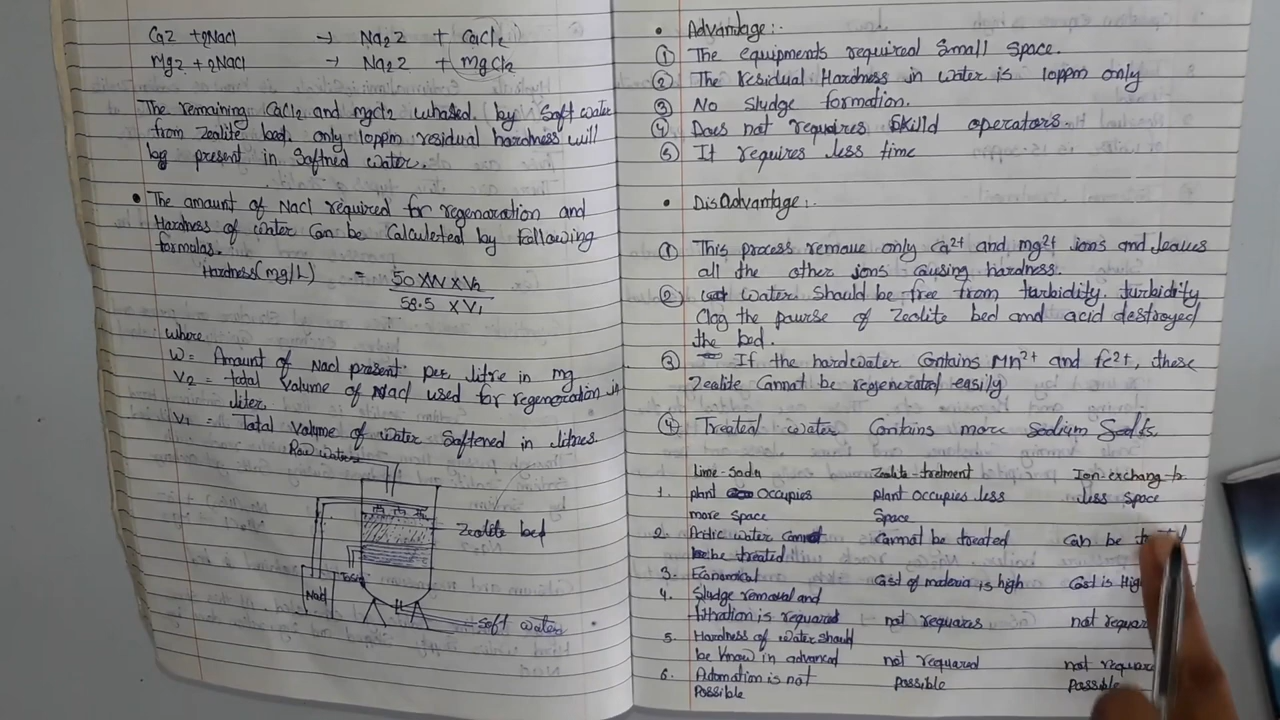 CaZ + 2Nacl → Na2Z + CaCl2
MgZ + 2Nacl → Na2Z + mgCl2
The remaining CaCl2 and mgcl2 whased by Soft water
from Zeolite bed. only 10ppm residual hardness will
be present in Softned water.
• The amount of Nacl required for regenaration and
Hardness of water Can be Calculeted by following
formulas.
Hardness(mg/L) = 50 X W X V2
58.5 X V1
where
W = Amount of Nacl present per litre in mg
V2 = total Volume of Nacl used for regeneration in
liter
V1 = Total Volume of water Softened in litres.
Raw water
Zeolite bed
Nacl
Soft water
• Advantage:-
① The equipments required Small Space.
② The residual Hardness in water is 10ppm only
③ No sludge formation.
④ Does not requires Skilld operators.
⑤ It requires less time
• DisAdvantage:-
① This process remove only Ca2+ and mg2+ ions and leaves
all the other ions causing hardness.
② Water Should be free from turbidity. turbidity
Clog the pourse of Zeolite bed and acid destroyed
the bed.
③ If the hardwater Contains Mn2+ and Fe2+, these
Zeolite Cannot be regenerated easily
④ Treated water Contains more Sodium Salts.
Lime-soda Zeolite-tretment Ion-exchang-tr
1. plant Occupies plant Occupies less less Space
more Space Space
2. Acidic water cannot Cannot be treated Can be
be treated
3. Economical Cost of materia is high Cost is High
4. Sludge removal and
filtration is requared not requares not requar
5. Hardness of water Should
be Know in advanced not requared not requare
6. Automation is not Possible Possible
Possible